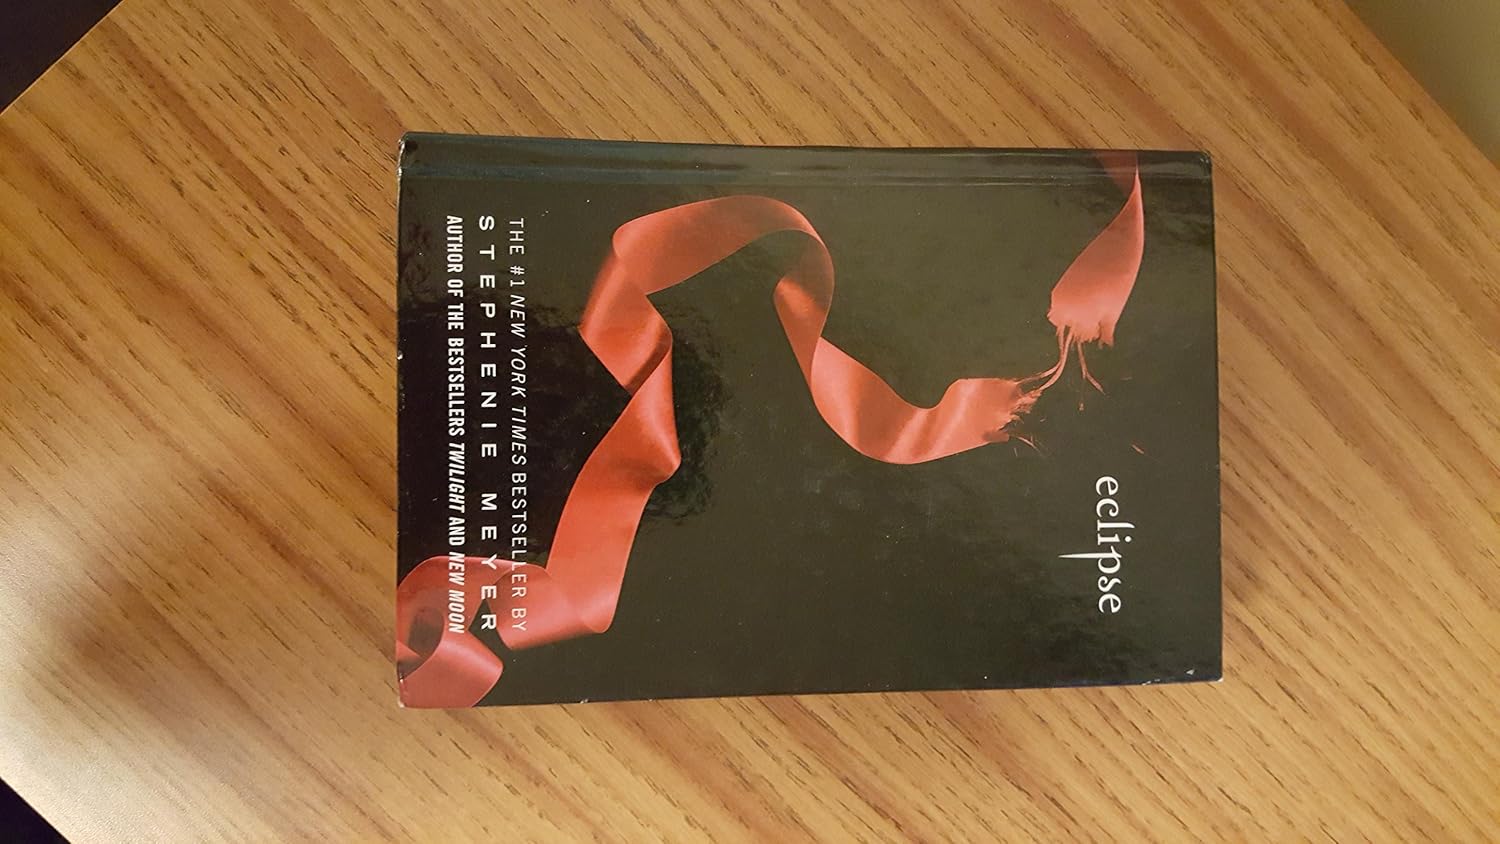 eclipse
THE #1 NEW YORK TIMES BESTSELLER BY
STEPHENIE MEYER
AUTHOR OF THE BESTSELLERS TWILIGHT AND NEW MOON